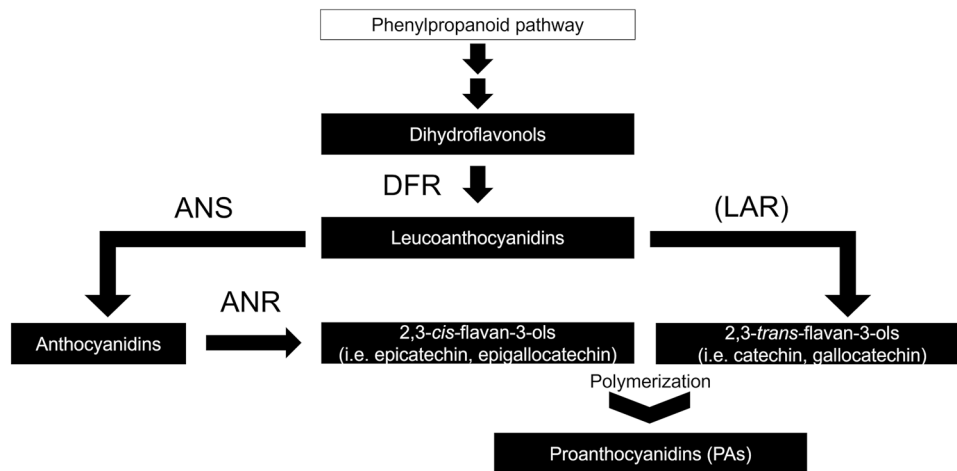 Phenylpropanoid pathway
Dihydroflavonols
DFR
ANS
(LAR)
Leucoanthocyanidins
ANR
Anthocyanidins
2,3-cis-flavan-3-ols
(i.e. epicatechin, epigallocatechin)
2,3-trans-flavan-3-ols
(i.e. catechin, gallocatechin)
Polymerization
Proanthocyanidins (PAs)